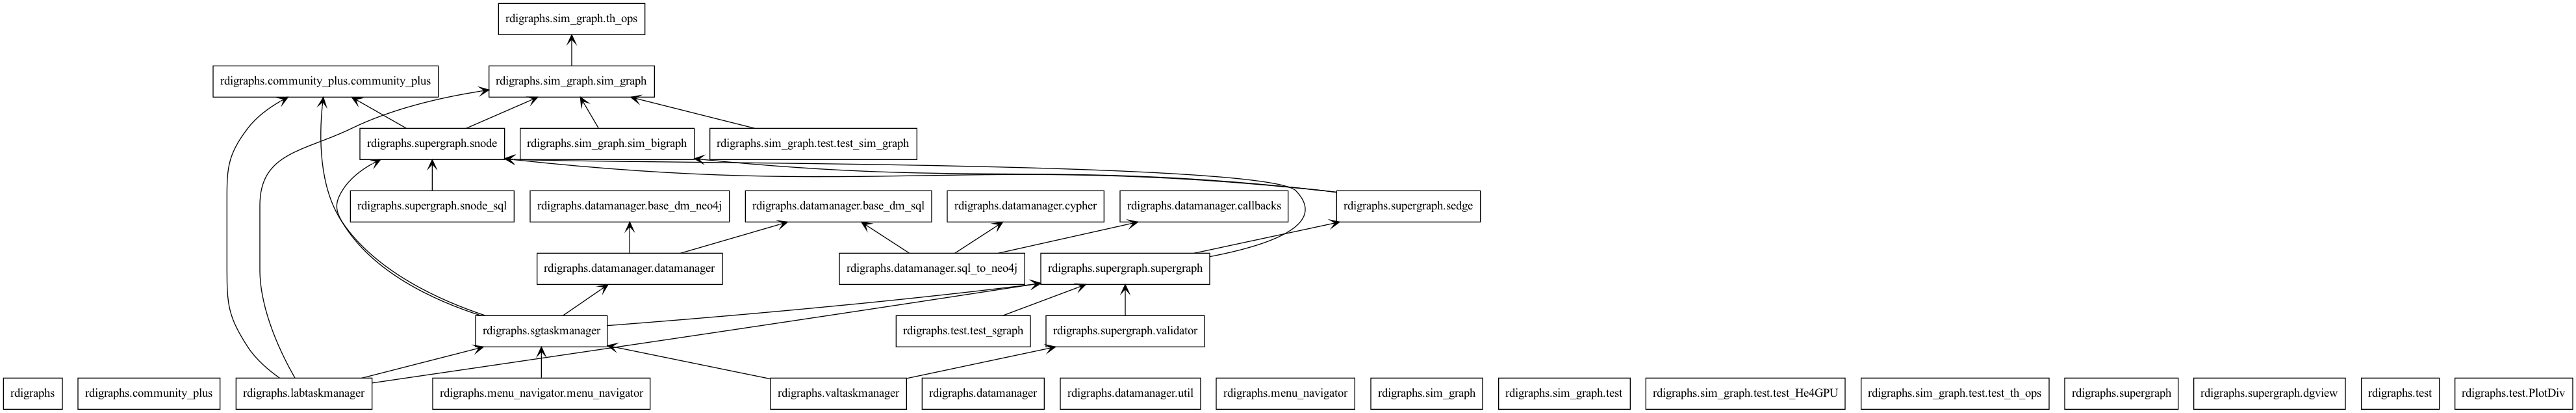 rdigraphs.sim_graph.th_ops
rdigraphs.community_plus.community_plus
rdigraphs.sim_graph.sim_graph
rdigraphs.supergraph.snode
rdigraphs.sim_graph.sim_bigraph
rdigraphs.sim_graph.test.test_sim_graph
rdigraphs.supergraph.snode_sql
rdigraphs.datamanager.base_dm_neo4j
rdigraphs.datamanager.base_dm_sql
rdigraphs.datamanager.cypher
rdigraphs.datamanager.callbacks
rdigraphs.supergraph.sedge
rdigraphs.datamanager.datamanager
rdigraphs.datamanager.sql_to_neo4j
rdigraphs.supergraph.supergraph
rdigraphs.sgtaskmanager
rdigraphs.test.test_sgraph
rdigraphs.supergraph.validator
rdigraphs
rdigraphs.community_plus
rdigraphs.labtaskmanager
rdigraphs.menu_navigator.menu_navigator
rdigraphs.valtaskmanager
rdigraphs.datamanager
rdigraphs.datamanager.util
rdigraphs.menu_navigator
rdigraphs.sim_graph
rdigraphs.sim_graph.test
rdigraphs.sim_graph.test.test_He4GPU
rdigraphs.sim_graph.test.test_th_ops
rdigraphs.supergraph
rdigraphs.supergraph.dgview
rdigraphs.test
rdigraphs.test.PlotDiv